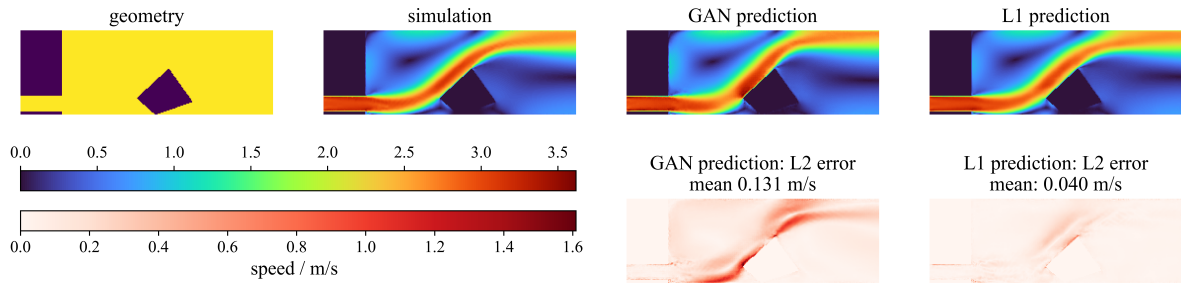 geometry
simulation
GAN prediction
L1 prediction
0.0 0.5 1.0 1.5 2.0 2.5 3.0 3.5
0.0 0.2 0.4 0.6 0.8 1.0 1.2 1.4 1.6
speed / m/s
GAN prediction: L2 error
mean 0.131 m/s
L1 prediction: L2 error
mean: 0.040 m/s